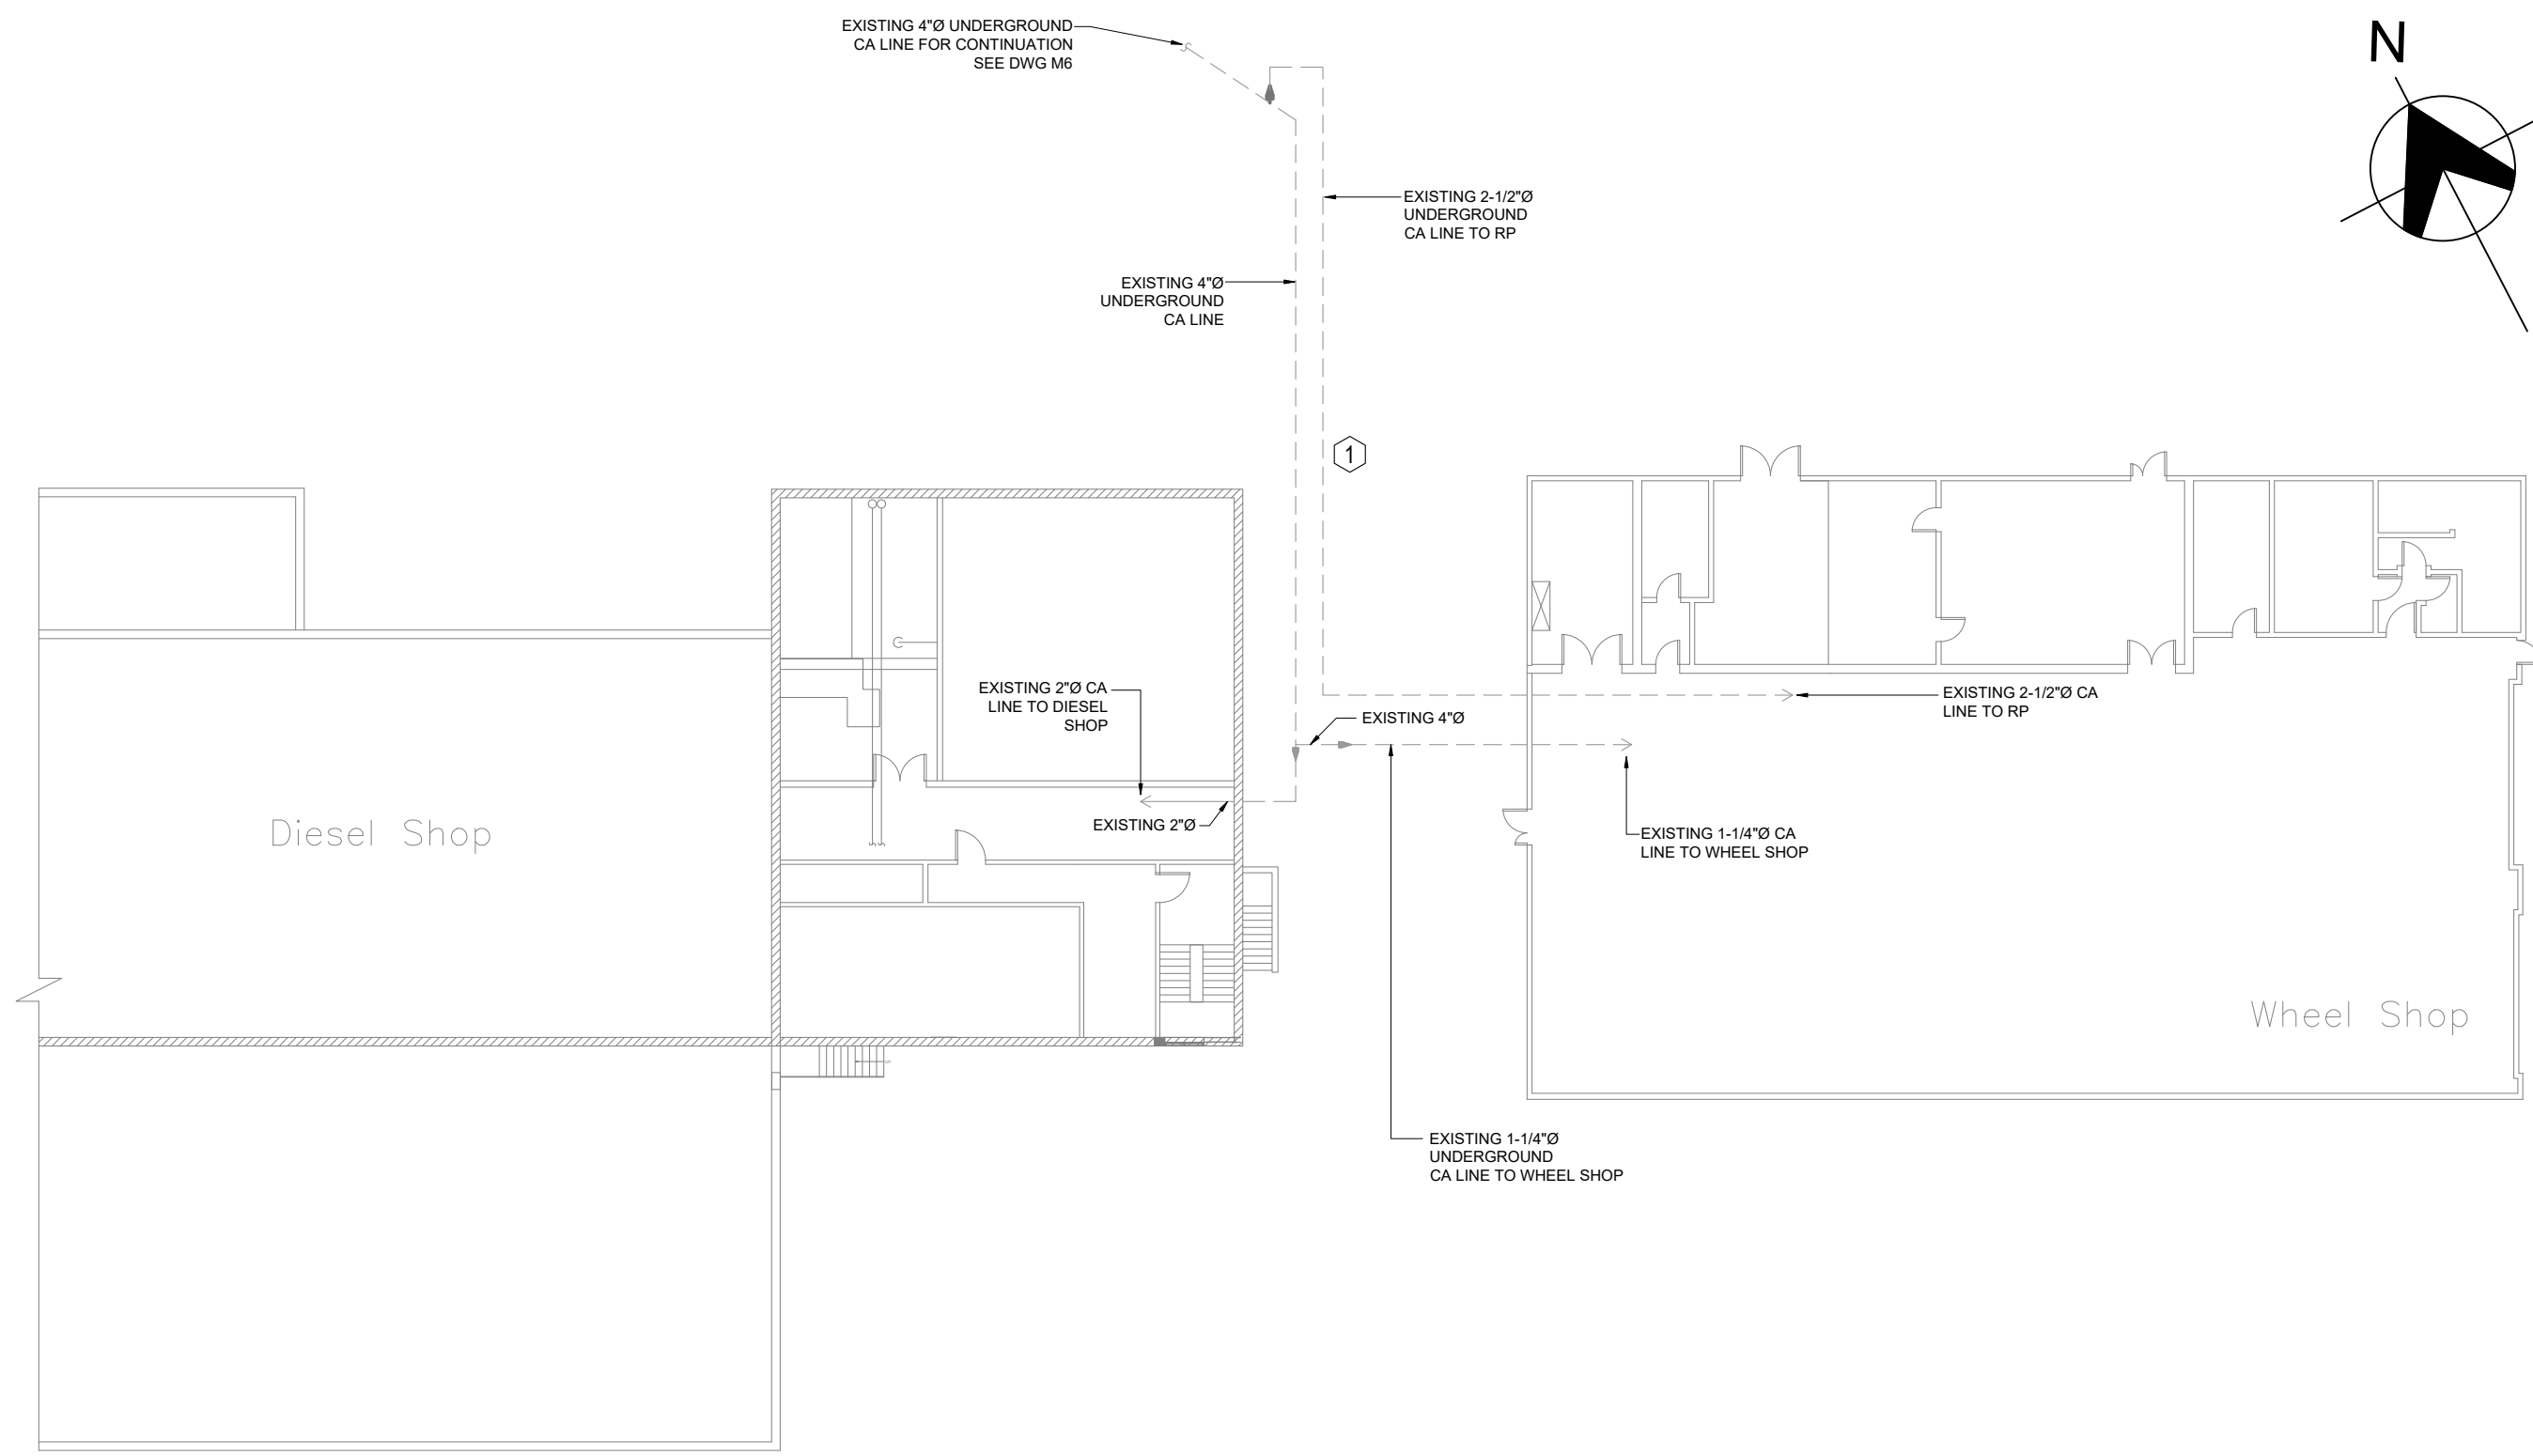 EXISTING 4"Ø UNDERGROUND
CA LINE FOR CONTINUATION
SEE DWG M6
N
EXISTING 2-1/2"Ø
UNDERGROUND
CA LINE TO RP
EXISTING 4"Ø
UNDERGROUND
CA LINE
1
EXISTING 2"Ø CA
LINE TO DIESEL
SHOP
EXISTING 4"Ø
EXISTING 2-1/2"Ø CA
LINE TO RP
EXISTING 2"Ø
EXISTING 1-1/4"Ø CA
LINE TO WHEEL SHOP
Diesel Shop
Wheel Shop
EXISTING 1-1/4"Ø
UNDERGROUND
CA LINE TO WHEEL SHOP